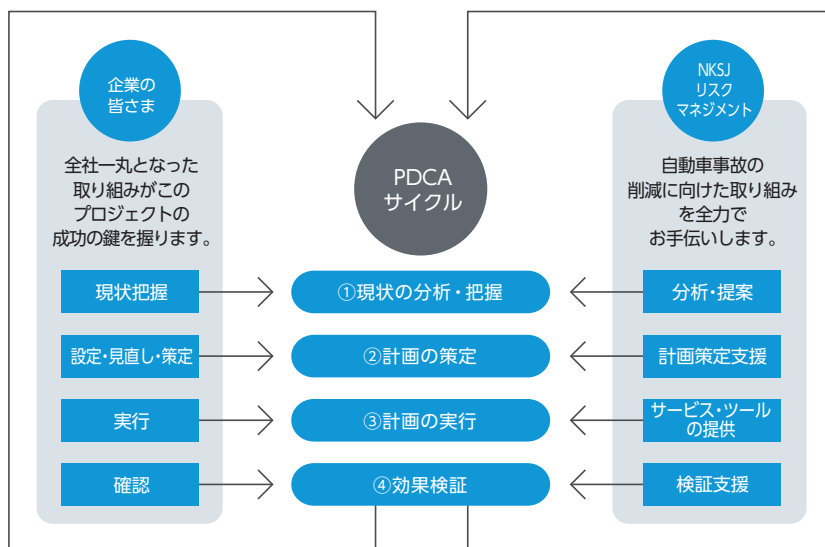 企業の
皆さま
全社一丸となった
取り組みがこの
プロジェクトの
成功の鍵を握ります。
現状把握
設定・見直し・策定
実行
確認
PDCA
サイクル
①現状の分析・把握
②計画の策定
③計画の実行
④効果検証
NKSJ
リスク
マネジメント
自動車事故の
削減に向けた取り組み
を全力で
お手伝いします。
分析・提案
計画策定支援
サービス・ツール
の提供
検証支援